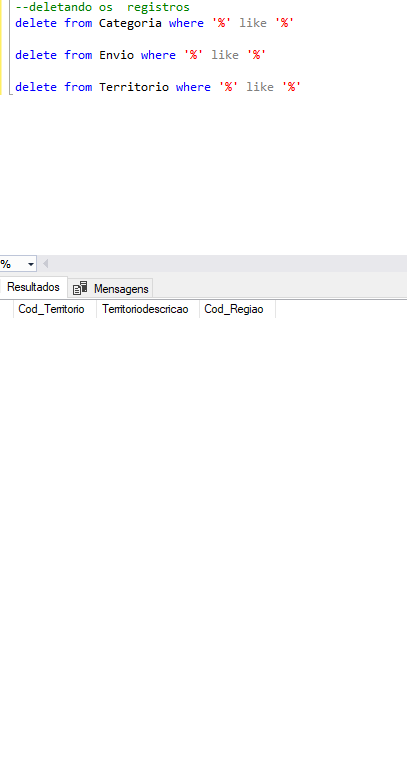 --deletando os  registros
delete from Categoria where '%' like '%'
delete from Envio where '%' like '%'
delete from Territorio where '%' like '%'
%
Resultados Mensagens
Cod_Territorio Territoriodescricao Cod_Regiao